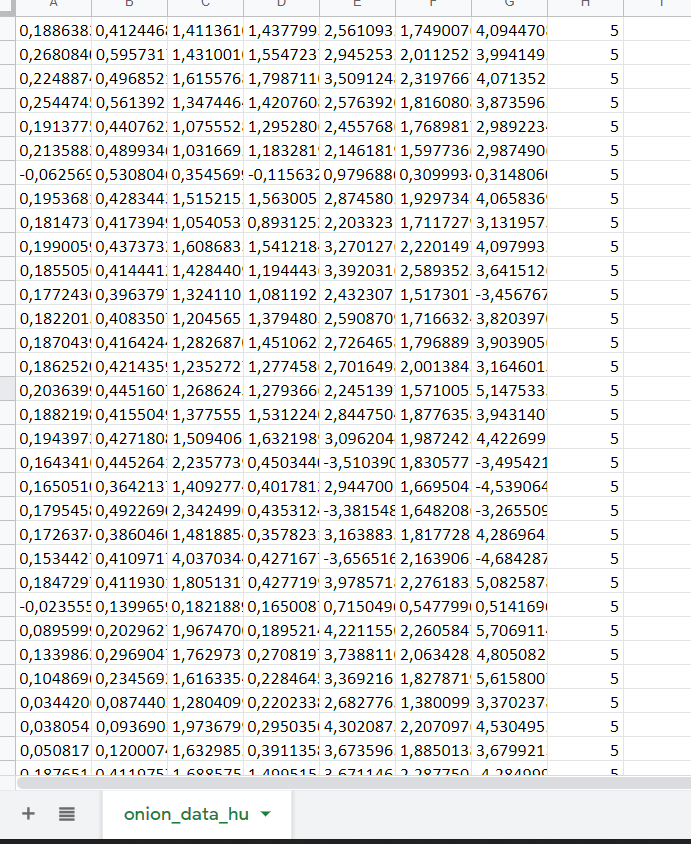 A B C D E F G H I
0,188638 0,412446 1,411361 1,437799 2,561093 1,749007 4,094470 5
0,268084 0,595731 1,431001 1,554723 2,945253 2,011252 3,994149 5
0,224887 0,496852 1,615576 1,798711 3,509124 2,319766 4,071352 5
0,254474 0,561392 1,347446 1,420760 2,576392 1,816080 3,873596 5
0,191377 0,440762 1,075552 1,295280 2,455768 1,768981 2,989223 5
0,213588 0,489934 1,031669 1,183281 2,146181 1,597736 2,987490 5
-0,062569 0,530804 0,354569 -0,115632 0,979688 0,309993 0,314806 5
0,195368 0,428344 1,515215 1,563005 2,874580 1,929734 4,065836 5
0,181473 0,417394 1,054053 0,893125 2,203323 1,711727 3,131957 5
0,199005 0,437373 1,608683 1,541218 3,270127 2,220149 4,097993 5
0,185505 0,414441 1,428440 1,194443 3,392031 2,589352 3,641512 5
0,177243 0,396379 1,324110 1,081192 2,432307 1,517301 -3,456767 5
0,182201 0,408350 1,204565 1,379480 2,590870 1,716632 3,820397 5
0,187043 0,416424 1,282687 1,451062 2,726465 1,796889 3,903905 5
0,186252 0,421435 1,235272 1,277458 2,701649 2,001384 3,164601 5
0,203639 0,445160 1,268624 1,279366 2,245139 1,571005 5,147533 5
0,188219 0,415504 1,377555 1,531224 2,844750 1,877635 3,943140 5
0,194397 0,427180 1,509406 1,632198 3,096204 1,987242 4,422699 5
0,164341 0,445264 2,235773 0,450344 -3,510390 1,830577 -3,495421 5
0,165051 0,364213 1,409277 0,401781 2,944700 1,669504 -4,539064 5
0,179545 0,492269 2,342499 0,435312 -3,381548 1,648208 -3,265509 5
0,172637 0,386046 1,481885 0,357823 3,163883 1,817728 4,286964 5
0,153442 0,410971 4,037034 0,427167 -3,656516 2,163906 -4,684287 5
0,184729 0,411930 1,805131 0,427719 3,978571 2,276183 5,082587 5
-0,023555 0,139965 0,182188 0,165008 0,715049 0,547799 0,514169 5
0,089599 0,202962 1,967470 0,189521 4,221155 2,260584 5,706911 5
0,133986 0,296904 1,762973 0,270819 3,738811 2,063428 4,805082 5
0,104869 0,234569 1,616335 0,228464 3,369216 1,827871 5,615800 5
0,034420 0,087440 1,280409 0,220233 2,682776 1,380099 3,370237 5
0,038054 0,093690 1,973679 0,295035 4,302087 2,207097 4,530495 5
0,050817 0,120007 1,632985 0,391135 3,673596 1,885013 3,679921 5
0,187651 0,411975 1,688575 1,499515 3,671146 2,287750 -4,284999 5
onion_data_hu